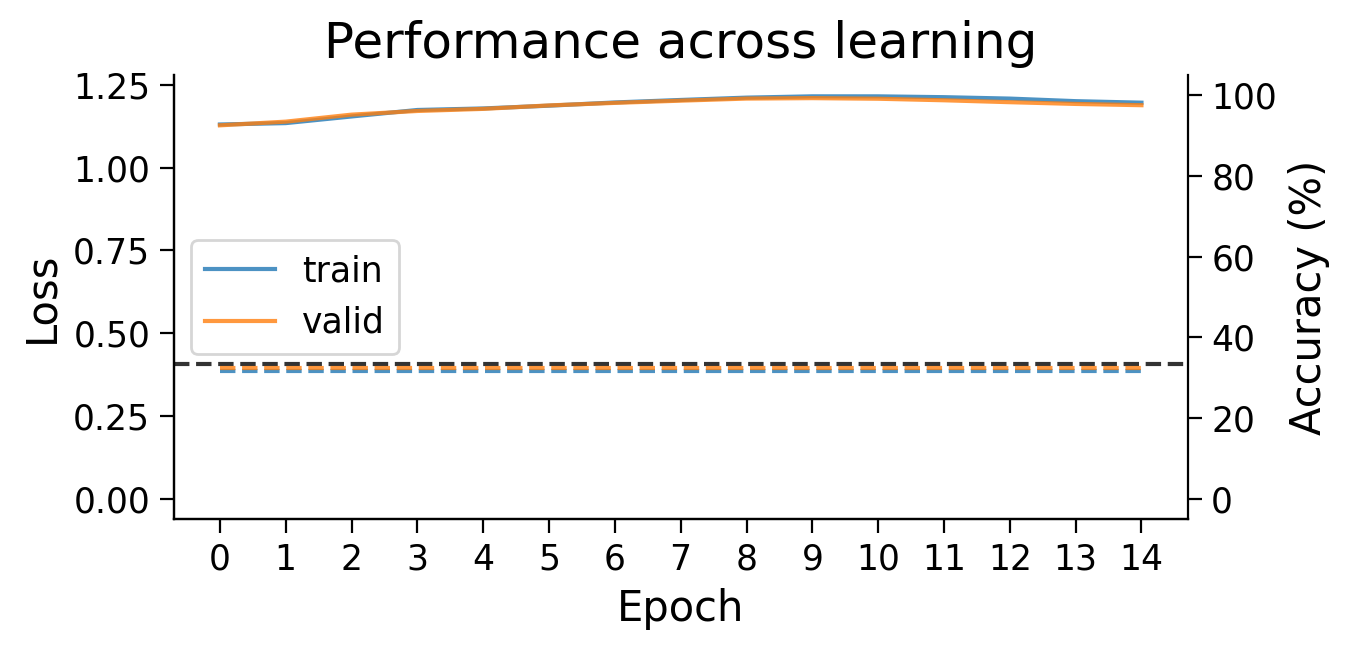 Performance across learning
Loss
1.25
1.00
0.75
0.50
0.25
0.00
train
valid
100
80
60
40
20
0
Accuracy (%)
0 1 2 3 4 5 6 7 8 9 10 11 12 13 14
Epoch